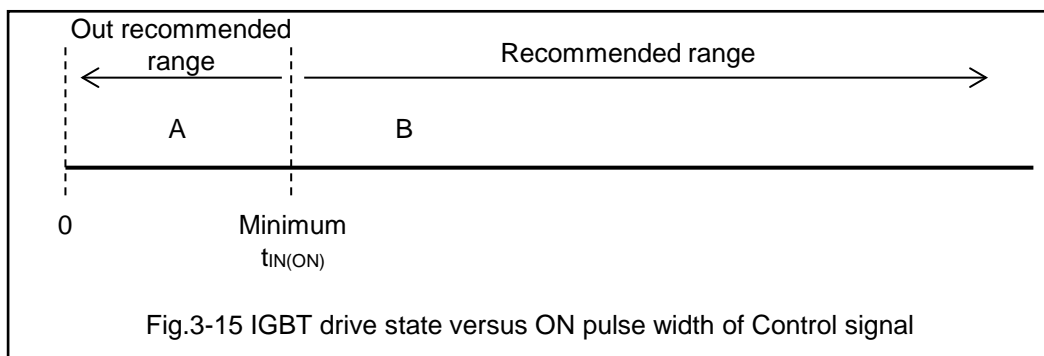 Out recommended
range
Recommended range
A
B
0
Minimum
tIN(ON)
Fig.3-15 IGBT drive state versus ON pulse width of Control signal